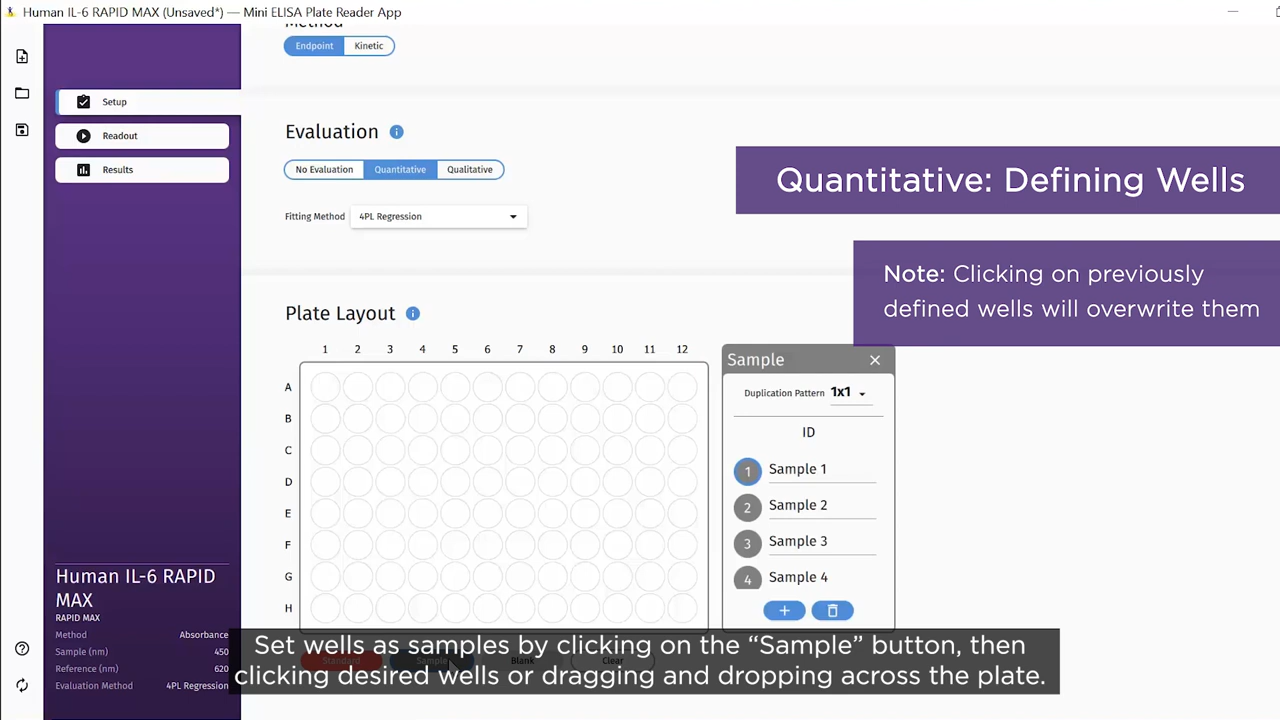 Human IL-6 RAPID MAX (Unsaved*) — Mini ELISA Plate Reader App
Method
Endpoint
Kinetic
Setup
Readout
Results
Evaluation
No Evaluation
Quantitative
Qualitative
Fitting Method
4PL Regression
Quantitative: Defining Wells
Note: Clicking on previously
defined wells will overwrite them
Plate Layout
1 2 3 4 5 6 7 8 9 10 11 12
A
B
C
D
E
F
G
H
Sample
Duplication Pattern 1x1
ID
1 Sample 1
2 Sample 2
3 Sample 3
4 Sample 4
Standard
Sample
Blank
Clear
Human IL-6 RAPID
MAX
RAPID MAX
Method Absorbance
Sample (nm) 450
Reference (nm) 620
Evaluation Method 4PL Regression
Set wells as samples by clicking on the “Sample” button, then
clicking desired wells or dragging and dropping across the plate.